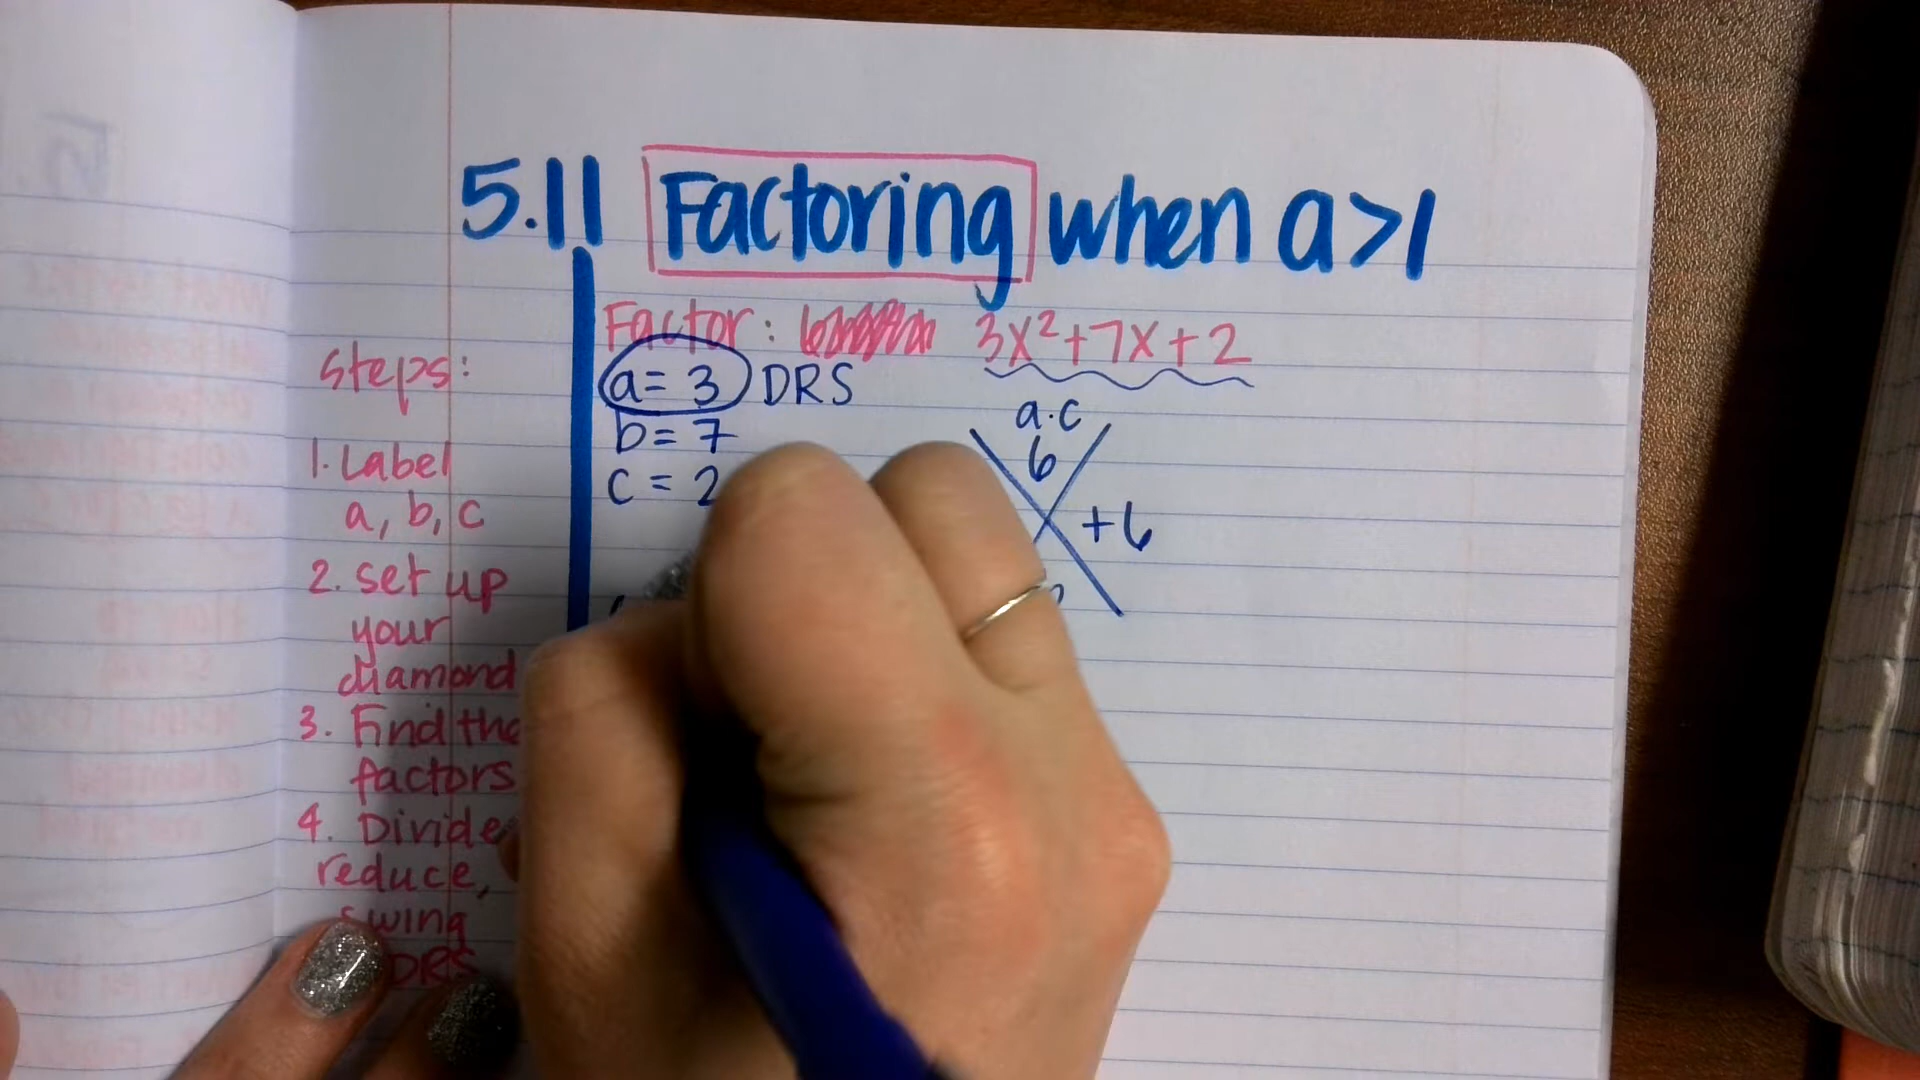 5.11 Factoring when a>1
Factor: 3x²+7x+2
Steps:
1. Label
a, b, c
2. set up
your
diamond
3. Find the
factors
4. Divide
reduce,
swing
DRS
a = 3 DRS
b = 7
c = 2
a·c
6
+6